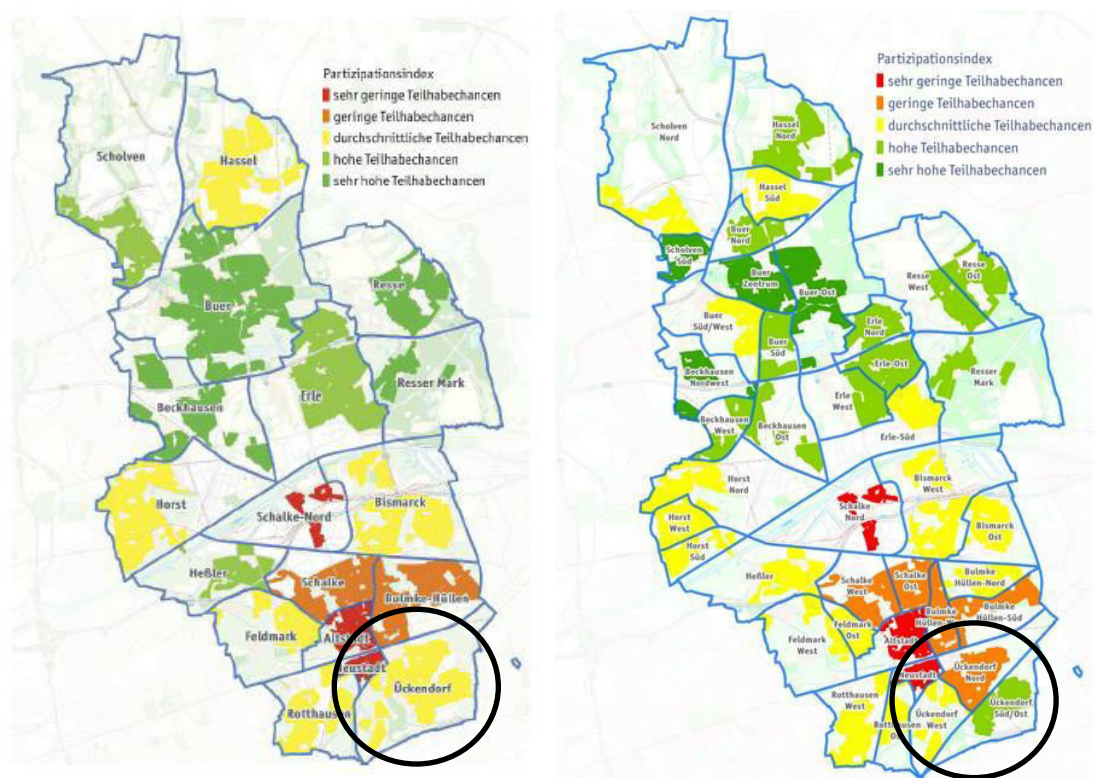 Partizipationsindex
sehr geringe Teilhabechancen
geringe Teilhabechancen
durchschnittliche Teilhabechancen
hohe Teilhabechancen
sehr hohe Teilhabechancen
Scholven
Hassel
Buer
Resse
Resser Mark
Erle
Beckhausen
Horst
Bismarck
Schalke-Nord
Heßler
Schalke
Bulmke-Hüllen
Feldmark
Altstadt
Neustadt
Ückendorf
Rotthausen
Partizipationsindex
sehr geringe Teilhabechancen
geringe Teilhabechancen
durchschnittliche Teilhabechancen
hohe Teilhabechancen
sehr hohe Teilhabechancen
Scholven
Nord
Hassel
Nord
Hassel
Süd
Buer
Nord
Scholven
Süd
Buer
Zentrum
Buer-Ost
Resse
West
Resse
Ost
Buer
Süd/West
Erle
Nord
Buer
Süd
Erle-Ost
Beckhausen
Nordwest
Resser
Mark
Erle
West
Beckhausen
West
Beckhausen
Ost
Erle-Süd
Horst
Nord
Bismarck
West
Schalke
Nord
Horst
West
Bismarck
Ost
Horst
Süd
Heßler
Schalke
West
Schalke
Ost
Bulmke
Hüllen-Nord
Bulmke
Bulmke
Hüllen-Süd
Feldmark
Ost
Altstadt
Feldmark
West
Neustadt
Ückendorf
Nord
Rotthausen
West
Ückendorf
West
Ückendorf
Süd/Ost
Rotthausen